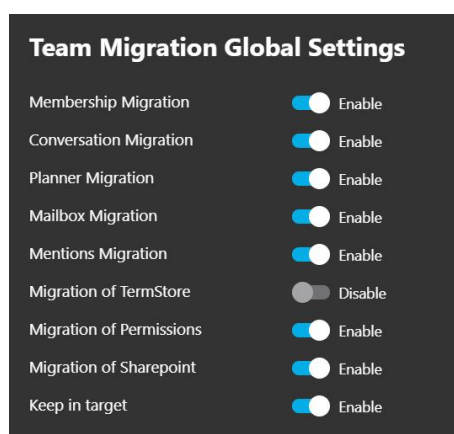 Team Migration Global Settings
Membership Migration Enable
Conversation Migration Enable
Planner Migration Enable
Mailbox Migration Enable
Mentions Migration Enable
Migration of TermStore Disable
Migration of Permissions Enable
Migration of Sharepoint Enable
Keep in target Enable